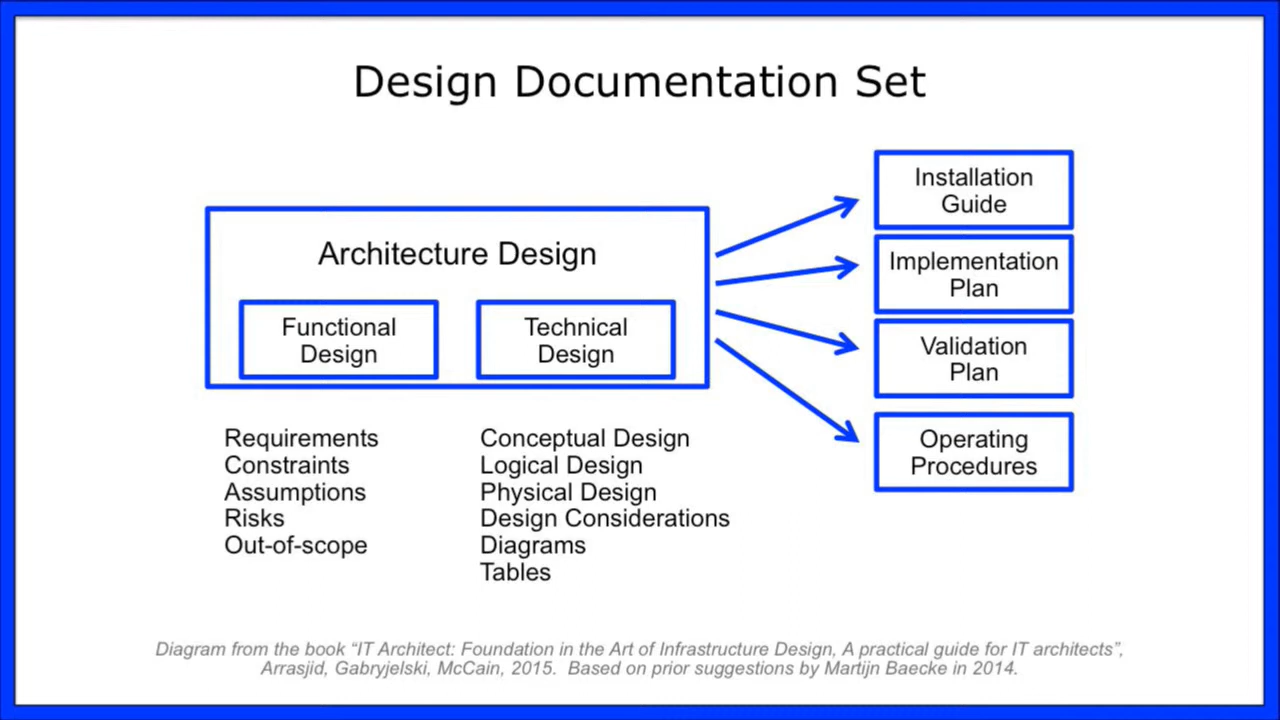 Design Documentation Set
Architecture Design
Functional
Design
Technical
Design
Requirements
Constraints
Assumptions
Risks
Out-of-scope
Conceptual Design
Logical Design
Physical Design
Design Considerations
Diagrams
Tables
Installation
Guide
Implementation
Plan
Validation
Plan
Operating
Procedures
Diagram from the book “IT Architect: Foundation in the Art of Infrastructure Design, A practical guide for IT architects”,
Arrasjid, Gabryjelski, McCain, 2015.  Based on prior suggestions by Martijn Baecke in 2014.